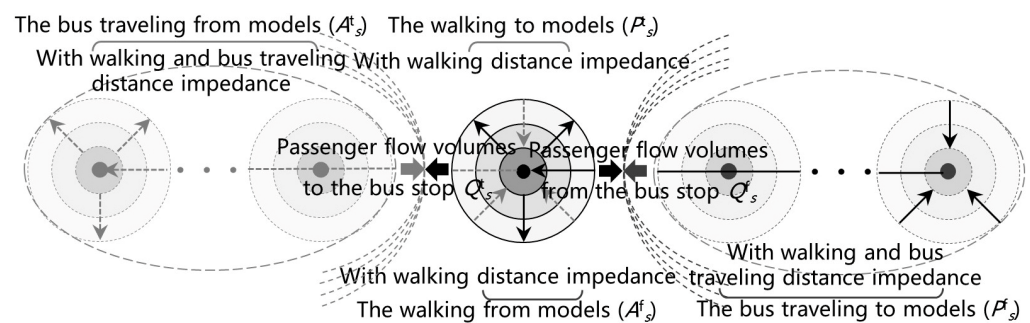 The bus traveling from models (Aᵗₛ)
With walking and bus traveling
distance impedance
The walking to models (Pᵗₛ)
With walking distance impedance
Passenger flow volumes
to the bus stop Qᵗₛ
Passenger flow volumes
from the bus stop Qᶠₛ
With walking distance impedance
The walking from models (Aᶠₛ)
With walking and bus
traveling distance impedance
The bus traveling to models (Pᶠₛ)